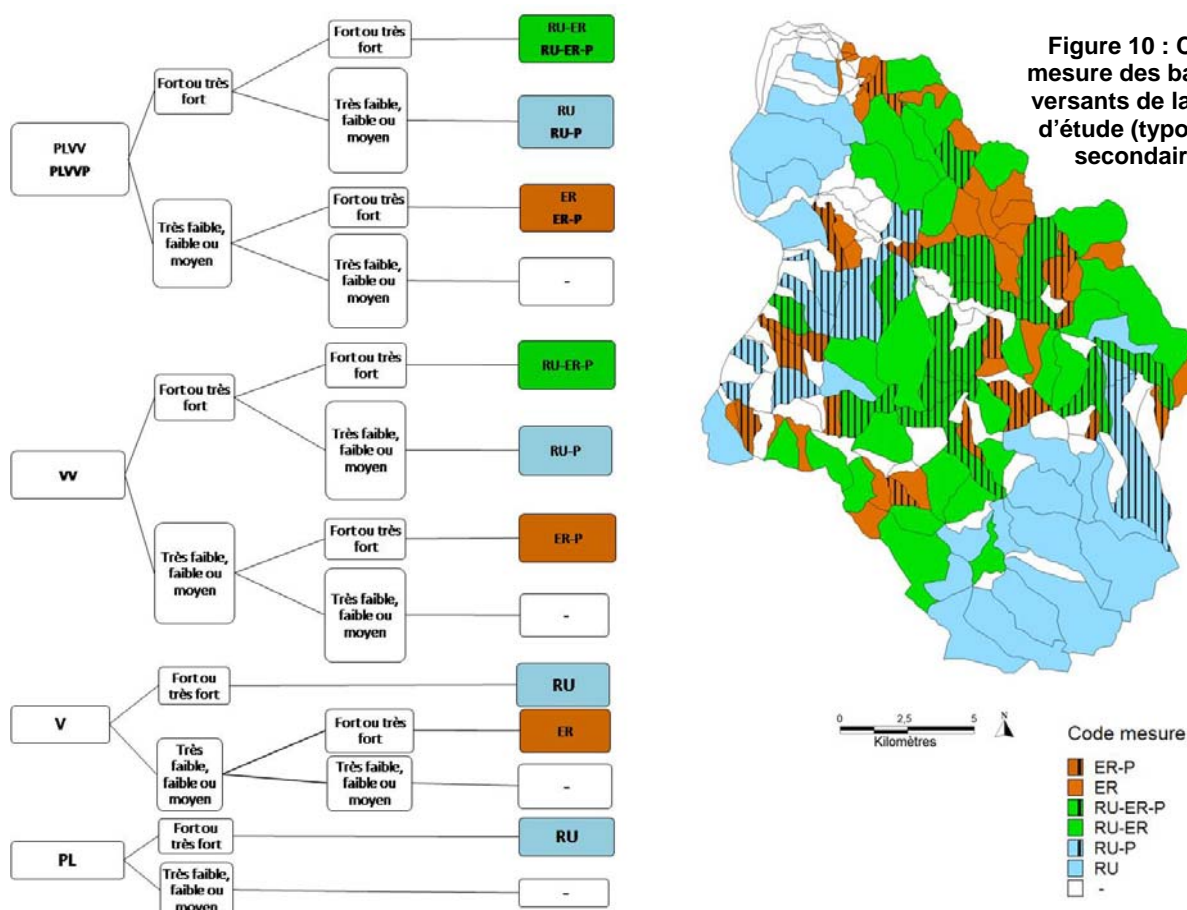 Fort ou très
fort
RU-ER
RU-ER-P
Fort ou très
fort
Très faible,
faible ou
moyen
RU
RU-P
PLVV
PLVVP
Très faible,
faible ou
moyen
Fort ou très
fort
ER
ER-P
Très faible,
faible ou
moyen
-
Fort ou très
fort
RU-ER-P
Fort ou très
fort
Très faible,
faible ou
moyen
RU-P
VV
Très faible,
faible ou
moyen
Fort ou très
fort
ER-P
Très faible,
faible ou
moyen
-
V
Fort ou
très fort
RU
Très
faible,
faible ou
moyen
Fort ou très
fort
ER
Très faible,
faible ou
moyen
-
PL
Fort ou
très fort
RU
Très faible,
faible ou
moyen
-
Figure 10 : C
mesure des ba
versants de la
d'étude (typo
secondair
0 2,5 5
Kilomètres
N
Code mesure
ER-P
ER
RU-ER-P
RU-ER
RU-P
RU
-